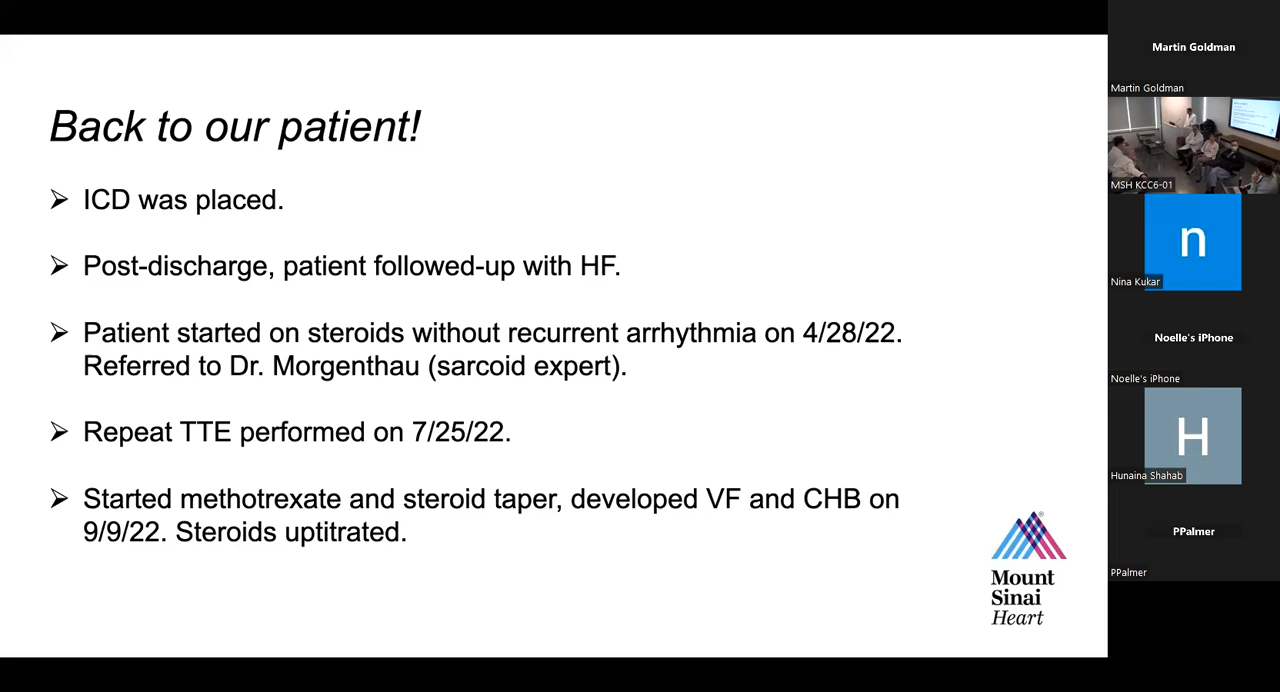 Back to our patient!
ICD was placed.
Post-discharge, patient followed-up with HF.
Patient started on steroids without recurrent arrhythmia on 4/28/22.
Referred to Dr. Morgenthau (sarcoid expert).
Repeat TTE performed on 7/25/22.
Started methotrexate and steroid taper, developed VF and CHB on
9/9/22. Steroids uptitrated.
Mount
Sinai
Heart
®
Martin Goldman
Martin Goldman
MSH KCC6-01
n
Nina Kukar
Noelle's iPhone
Noelle's iPhone
H
Hunaina Shahab
PPalmer
PPalmer